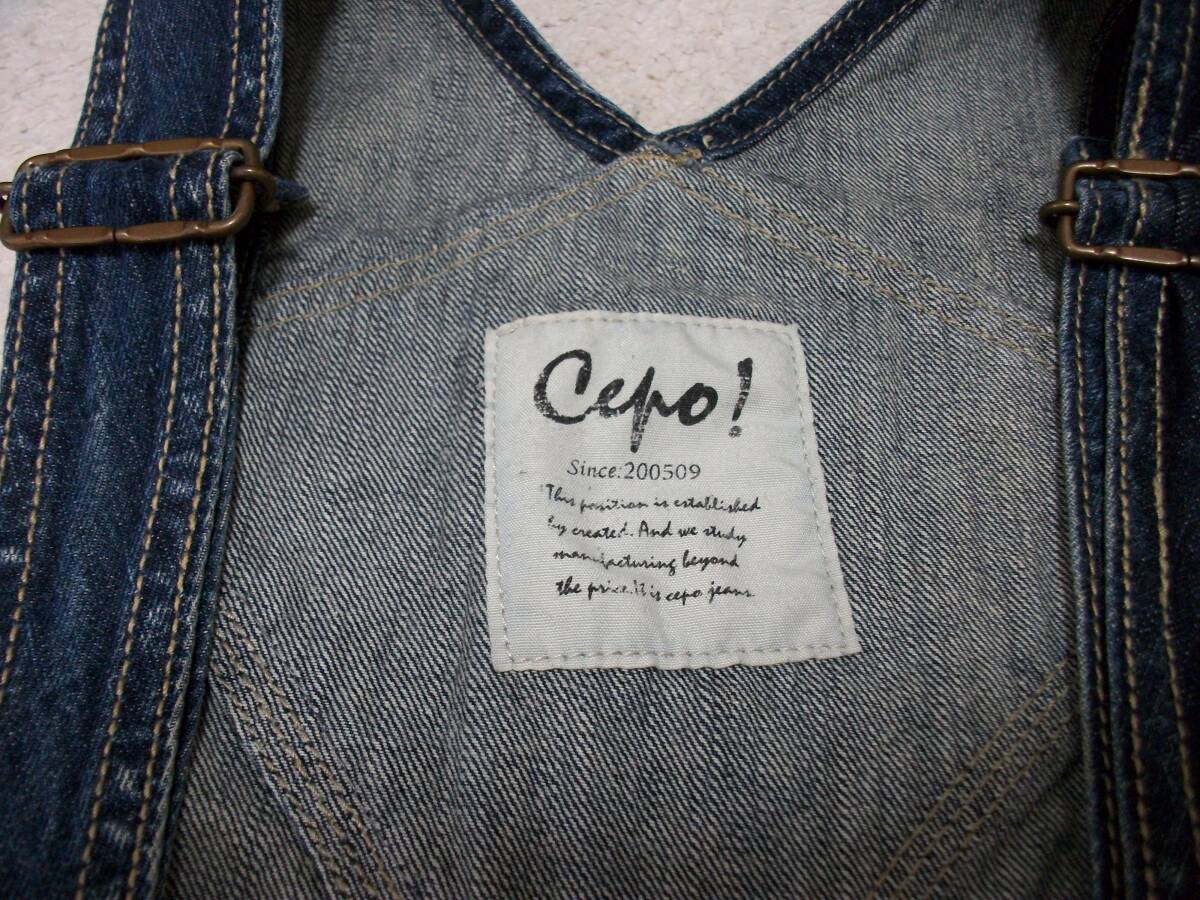 Cepo!
Since:200509
This position is established
by created. And we study
manufacturing beyond
the price. It is cepo jeans